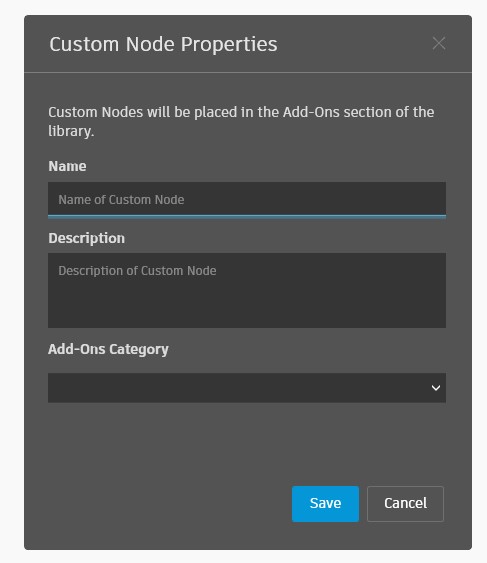 Custom Node Properties
Custom Nodes will be placed in the Add-Ons section of the
library.
Name
Name of Custom Node
Description
Description of Custom Node
Add-Ons Category
Save
Cancel